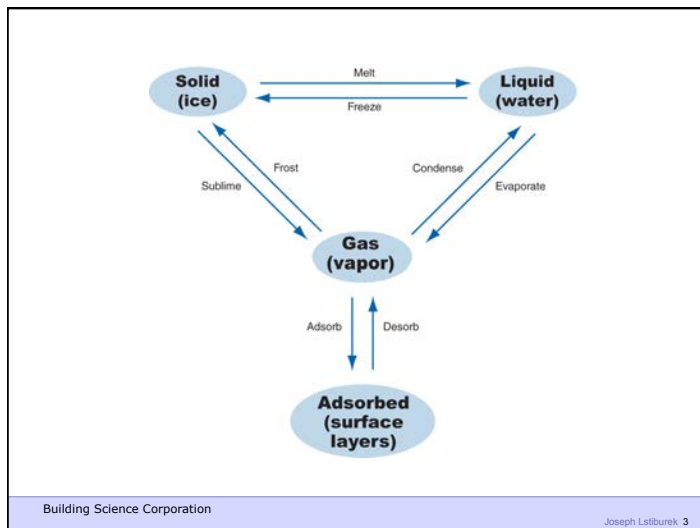 Solid
(ice)
Melt
Freeze
Liquid
(water)
Frost
Sublime
Condense
Evaporate
Gas
(vapor)
Adsorb
Desorb
Adsorbed
(surface
layers)
Building Science Corporation
Joseph Lstiburek 3